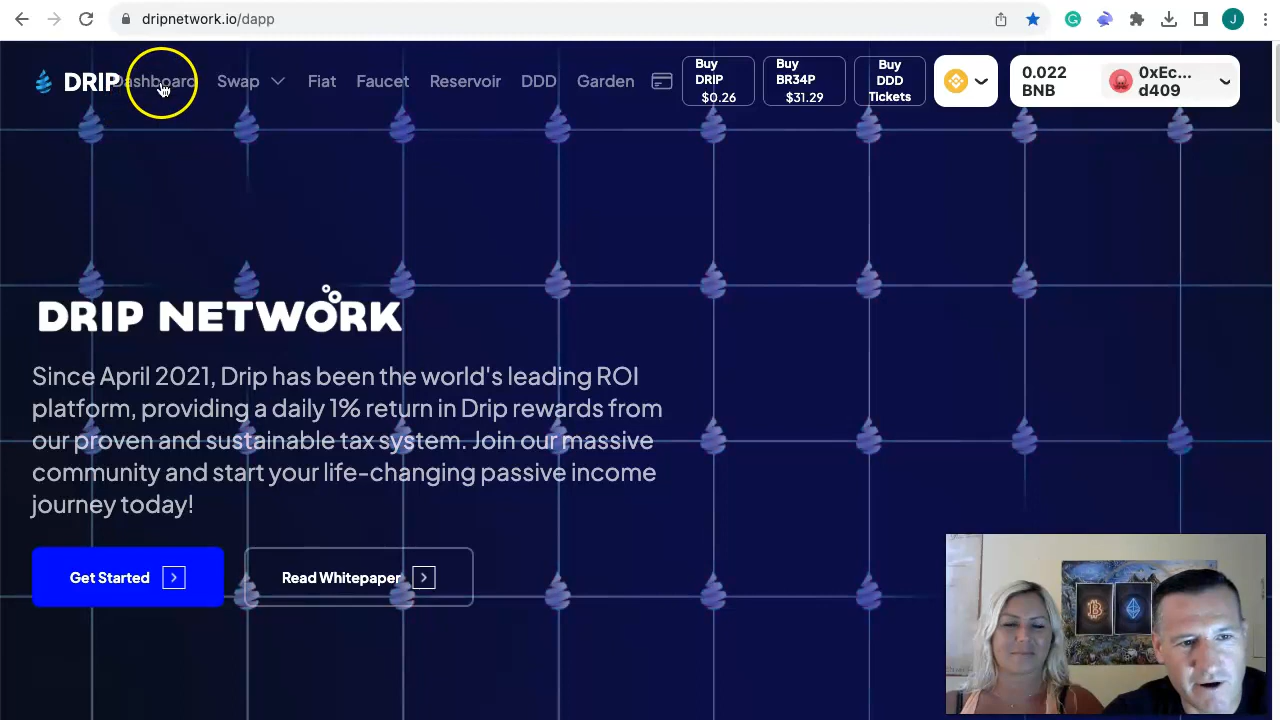 dripnetwork.io/dapp
J
DRIP Dashboard Swap Fiat Faucet Reservoir DDD Garden
Buy
DRIP
$0.26
Buy
BR34P
$31.29
Buy
DDD
Tickets
0.022
BNB
0xEc...
d409
DRIP NETWORK
Since April 2021, Drip has been the world's leading ROI
platform, providing a daily 1% return in Drip rewards from
our proven and sustainable tax system. Join our massive
community and start your life-changing passive income
journey today!
Get Started
Read Whitepaper